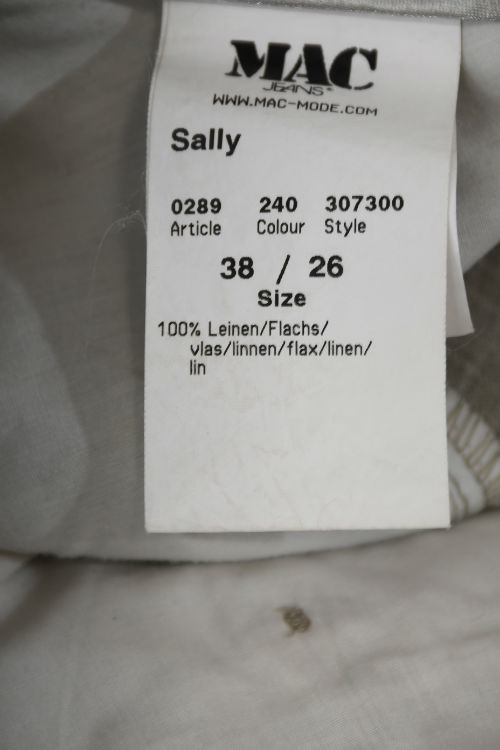 MAC
JEANS®
WWW.MAC-MODE.COM
Sally
0289 240 307300
Article Colour Style
38 / 26
Size
100% Leinen/Flachs/
vlas/linnen/flax/linen/
lin